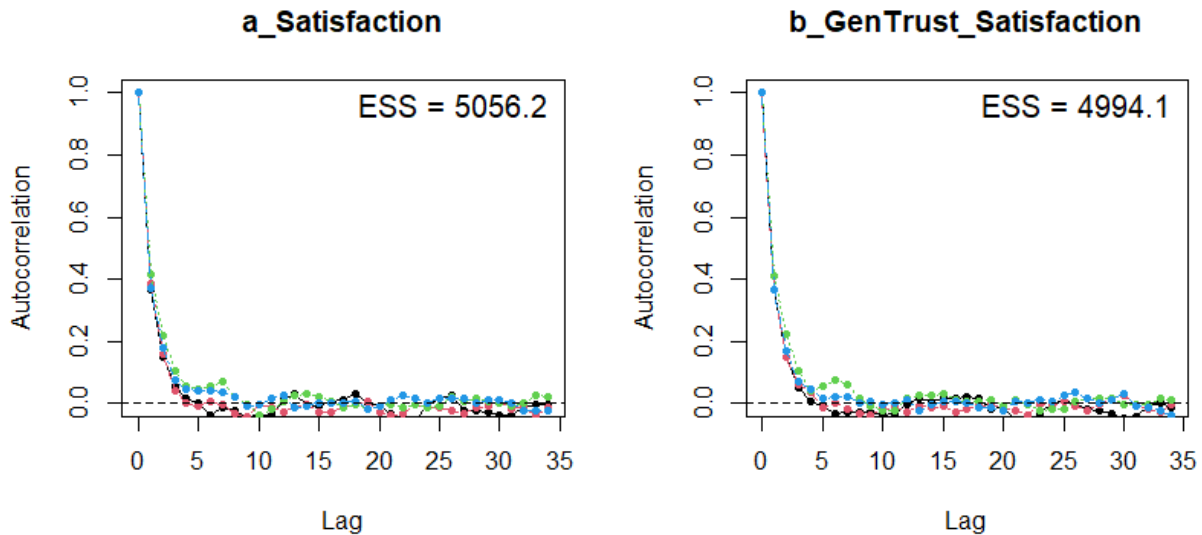 a_Satisfaction
ESS = 5056.2
Autocorrelation
1.0
0.8
0.6
0.4
0.2
0.0
0 5 10 15 20 25 30 35
Lag
b_GenTrust_Satisfaction
ESS = 4994.1
Autocorrelation
1.0
0.8
0.6
0.4
0.2
0.0
0 5 10 15 20 25 30 35
Lag